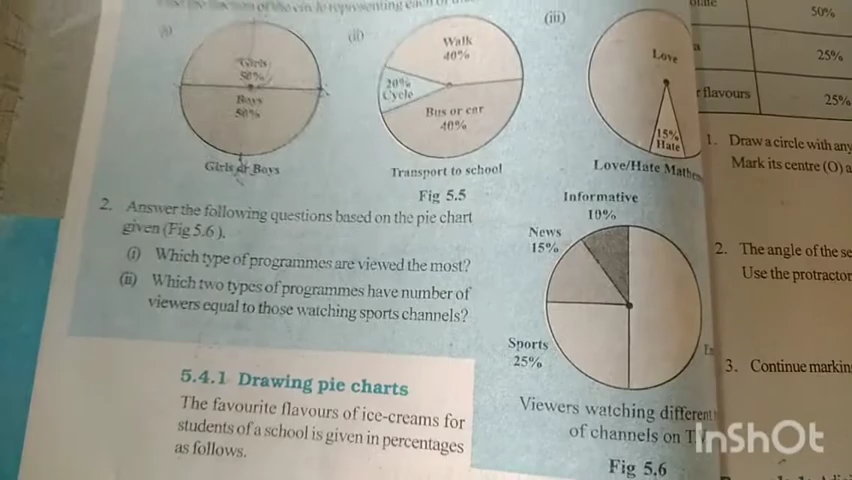 (i)
Girls
50%
Boys
50%
Girls or Boys
(ii)
Walk
40%
20%
Cycle
Bus or car
40%
Transport to school
(iii)
Love
15%
Hate
Love/Hate Mathe
Fig 5.5
2. Answer the following questions based on the pie chart
given (Fig 5.6 ).
(i) Which type of programmes are viewed the most?
(ii) Which two types of programmes have number of
viewers equal to those watching sports channels?
Informative
10%
News
15%
Sports
25%
Viewers watching different
of channels on T
Fig 5.6
5.4.1 Drawing pie charts
The favourite flavours of ice-creams for
students of a school is given in percentages
as follows.
50%
25%
flavours
25%
1. Draw a circle with any
Mark its centre (O) a
2. The angle of the se
Use the protractor
3. Continue markin
InShOt